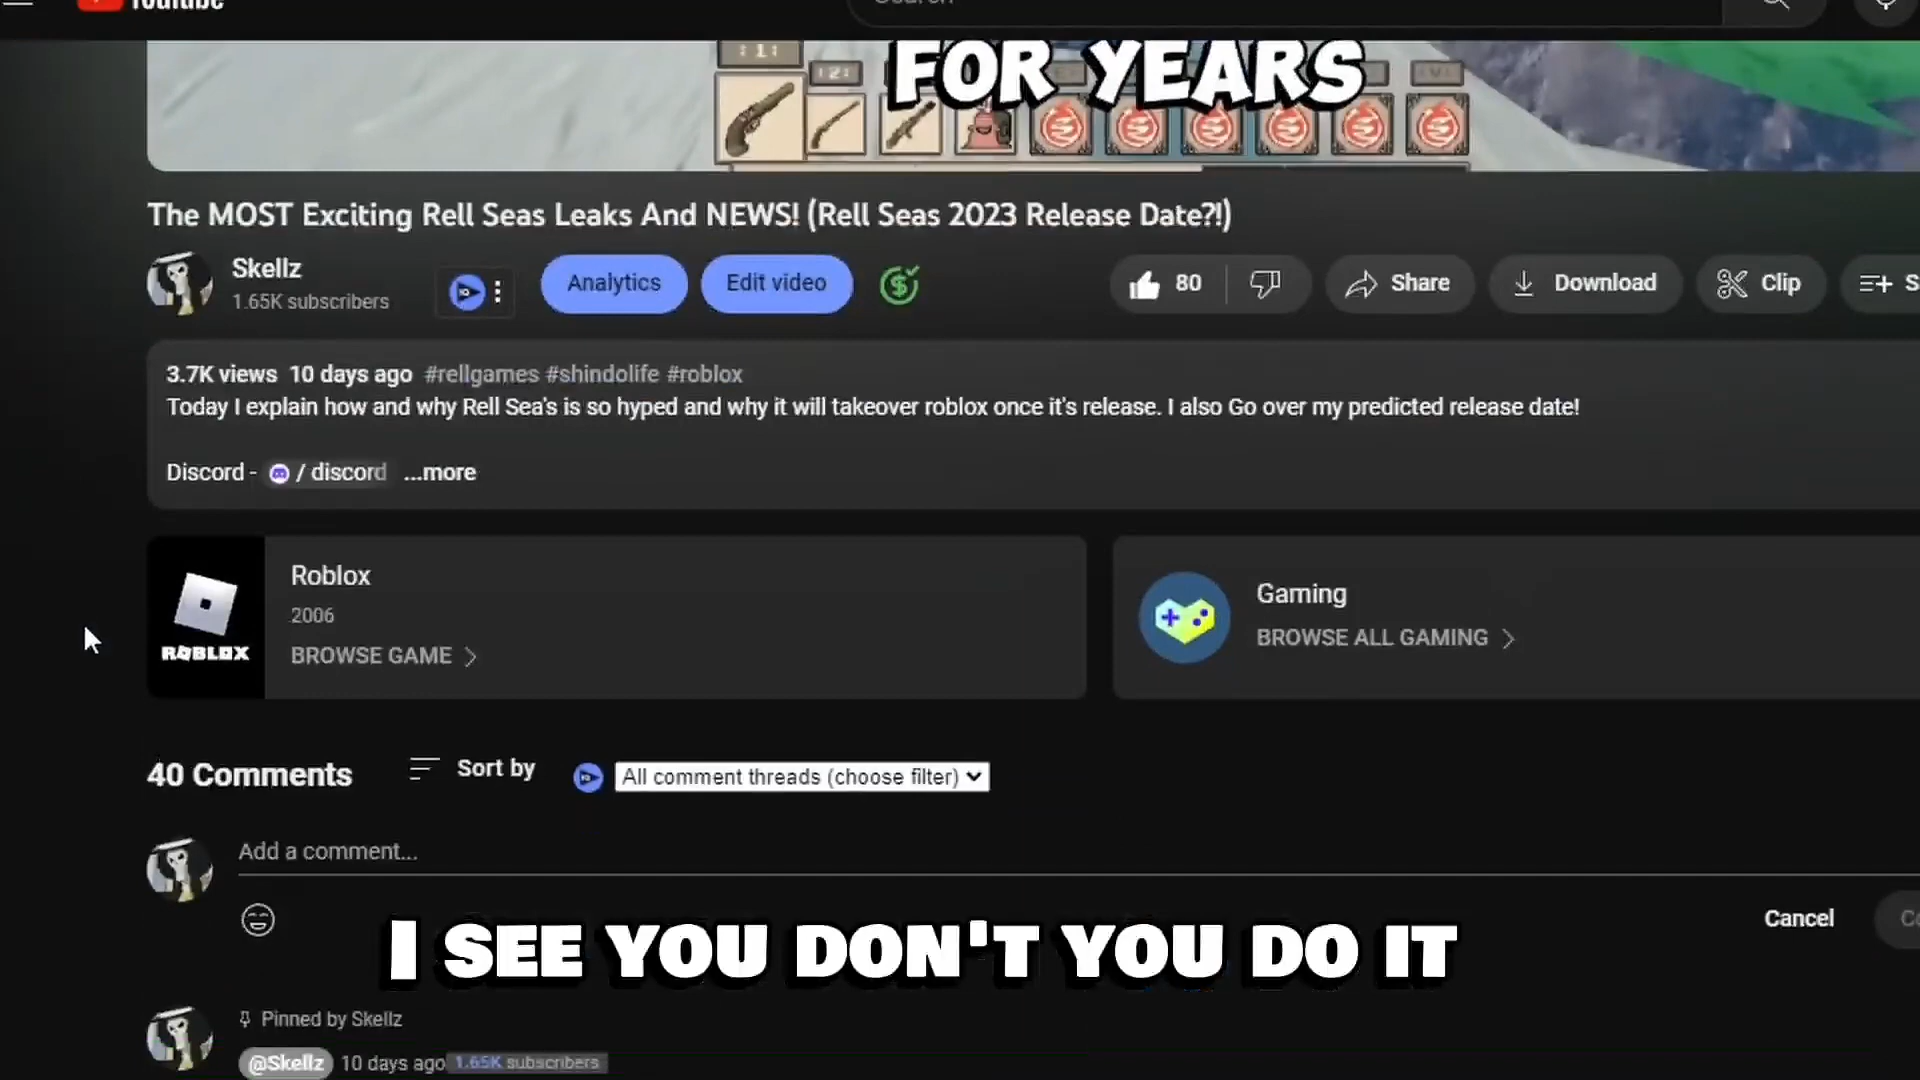 YouTube
Search
:1:
:2:
FOR YEARS
The MOST Exciting Rell Seas Leaks And NEWS! (Rell Seas 2023 Release Date?!)
Skellz
1.65K subscribers
Analytics
Edit video
80
Share
Download
Clip
3.7K views 10 days ago #rellgames #shindolife #roblox
Today I explain how and why Rell Sea's is so hyped and why it will takeover roblox once it's release. I also Go over my predicted release date!
Discord - / discord ...more
Roblox
2006
BROWSE GAME
ROBLOX
Gaming
BROWSE ALL GAMING
40 Comments
Sort by
All comment threads (choose filter)
Add a comment...
Cancel
I SEE YOU DON'T YOU DO IT
Pinned by Skellz
@Skellz 10 days ago 1.65K subscribers